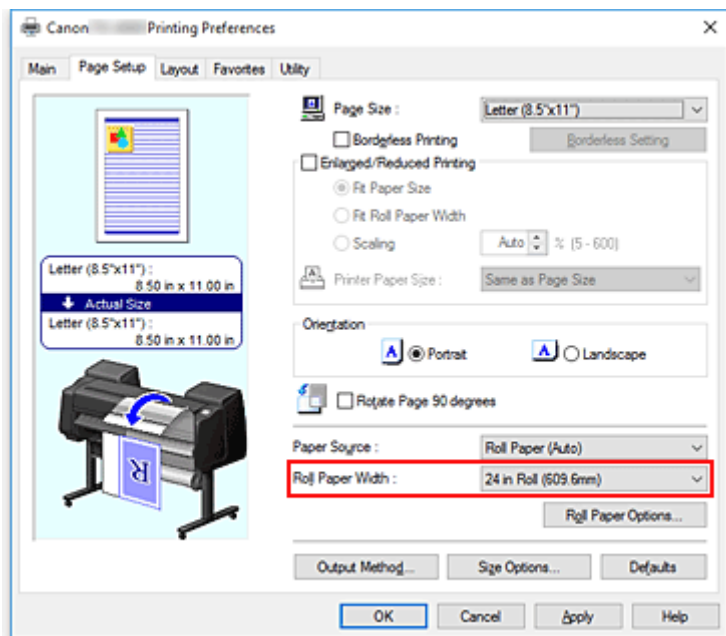 Canon Printing Preferences
Main Page Setup Layout Favorites Utility
Page Size : Letter (8.5"x11")
Borderless Printing Borderless Setting
Enlarged/Reduced Printing
Fit Paper Size
Fit Roll Paper Width
Scaling Auto % (5 - 600)
Printer Paper Size : Same as Page Size
Letter (8.5"x11") :
8.50 in x 11.00 in
Actual Size
Letter (8.5"x11") :
8.50 in x 11.00 in
Orientation
A Portrait A Landscape
Rotate Page 90 degrees
R
Paper Source : Roll Paper (Auto)
Roll Paper Width : 24 in Roll (609.6mm)
Roll Paper Options...
Output Method... Size Options... Defaults
OK Cancel Apply Help